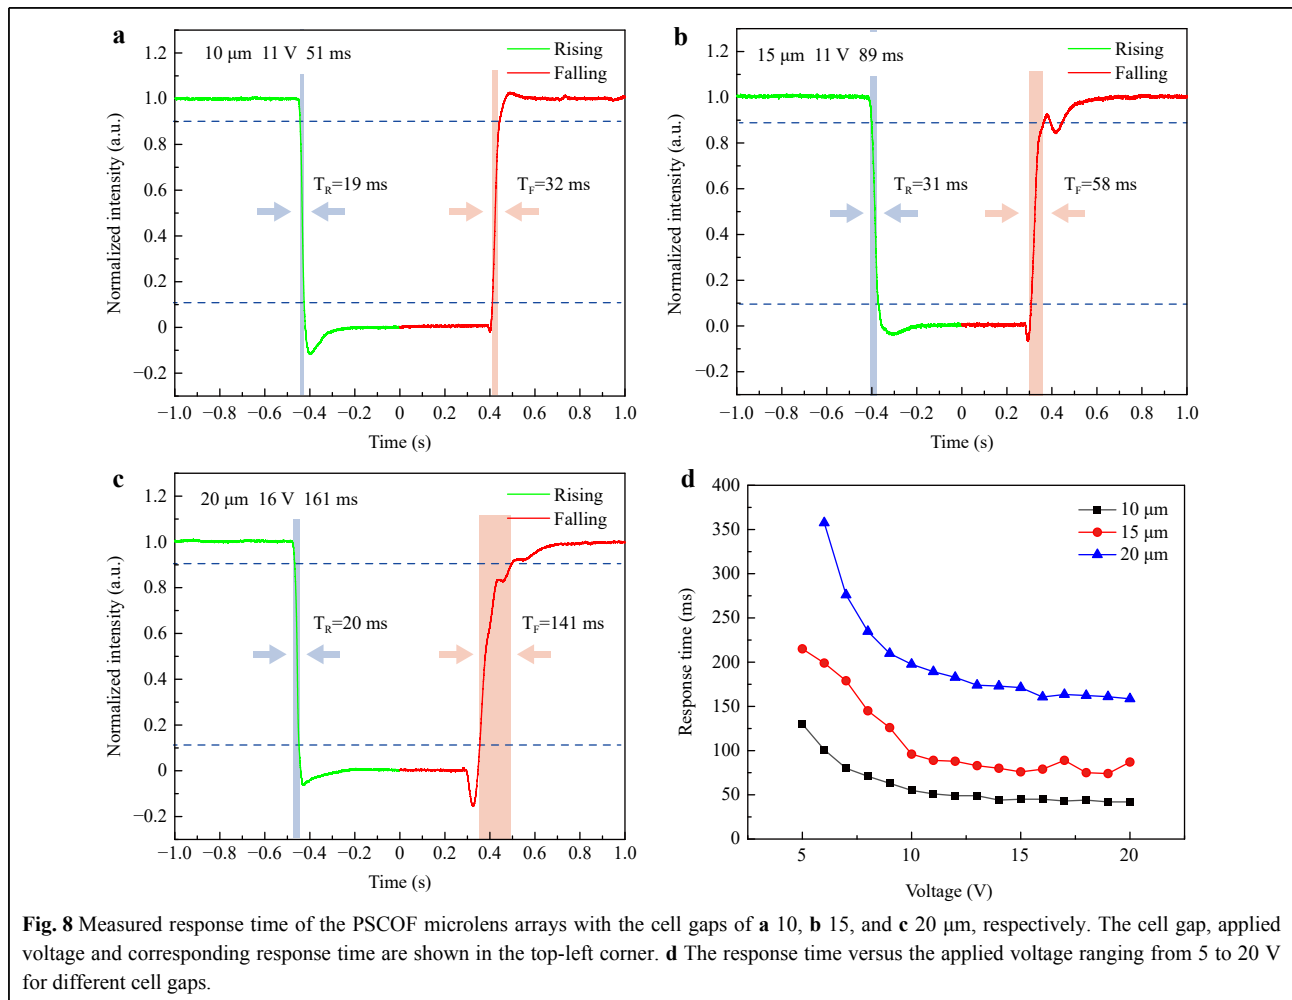 a
10 μm 11 V 51 ms
Rising
Falling
T_R=19 ms
T_F=32 ms
Normalized intensity (a.u.)
1.2
1.0
0.8
0.6
0.4
0.2
0
−0.2
−1.0 −0.8 −0.6 −0.4 −0.2 0 0.2 0.4 0.6 0.8 1.0
Time (s)
b
15 μm 11 V 89 ms
Rising
Falling
T_R=31 ms
T_F=58 ms
Normalized intensity (a.u.)
1.2
1.0
0.8
0.6
0.4
0.2
0.0
−0.2
−1.0 −0.8 −0.6 −0.4 −0.2 0 0.2 0.4 0.6 0.8 1.0
Time (s)
c
20 μm 16 V 161 ms
Rising
Falling
T_R=20 ms
T_F=141 ms
Normalized intensity (a.u.)
1.2
1.0
0.8
0.6
0.4
0.2
0
−0.2
−1.0 −0.8 −0.6 −0.4 −0.2 0 0.2 0.4 0.6 0.8 1.0
Time (s)
d
10 μm
15 μm
20 μm
Response time (ms)
400
350
300
250
200
150
100
50
0
5 10 15 20
Voltage (V)
Fig. 8 Measured response time of the PSCOF microlens arrays with the cell gaps of a 10, b 15, and c 20 μm, respectively. The cell gap, applied
voltage and corresponding response time are shown in the top-left corner. d The response time versus the applied voltage ranging from 5 to 20 V
for different cell gaps.